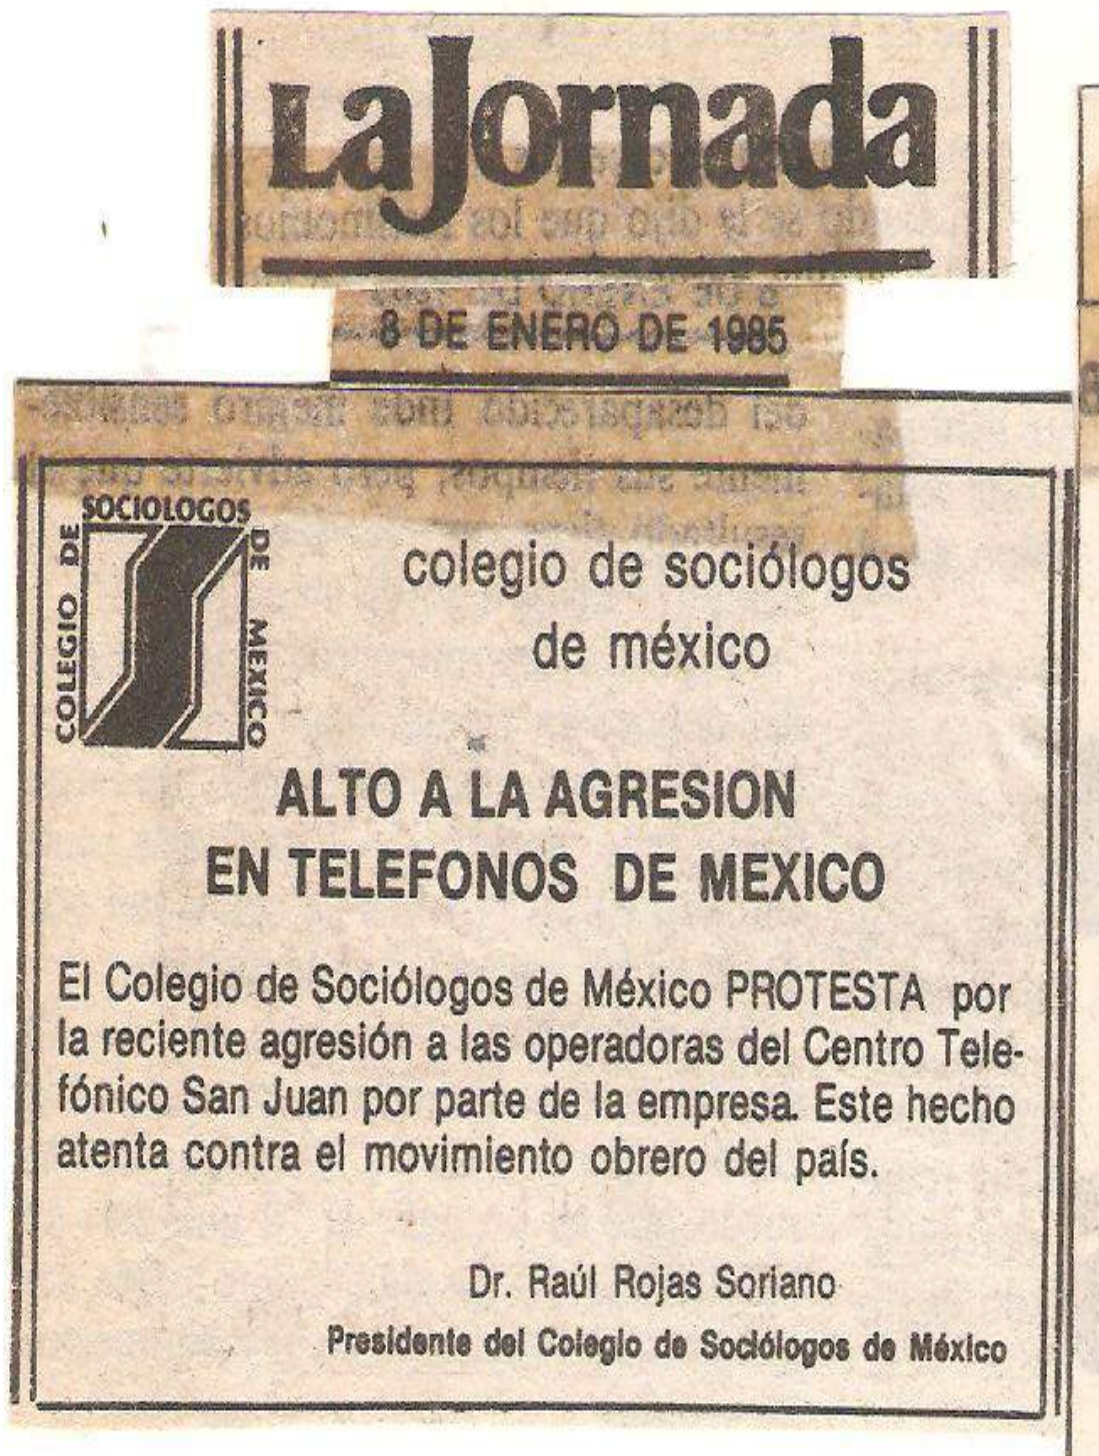 La Jornada
8 DE ENERO DE 1985
COLEGIO DE SOCIOLOGOS DE MEXICO
colegio de sociólogos
de méxico
ALTO A LA AGRESION
EN TELEFONOS DE MEXICO
El Colegio de Sociólogos de México PROTESTA por
la reciente agresión a las operadoras del Centro Tele-
fónico San Juan por parte de la empresa. Este hecho
atenta contra el movimiento obrero del país.
Dr. Raúl Rojas Soriano
Presidente del Colegio de Sociólogos de México